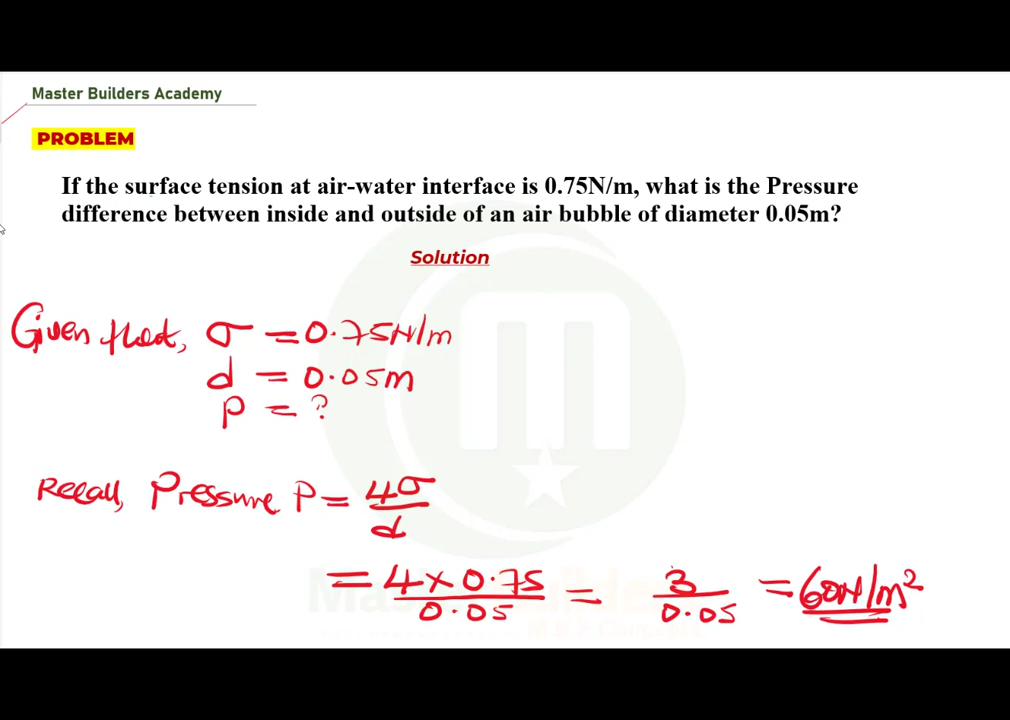 Master Builders Academy
PROBLEM
If the surface tension at air-water interface is 0.75N/m, what is the Pressure
difference between inside and outside of an air bubble of diameter 0.05m?
Solution
Given that, σ = 0.75N/m
d = 0.05m
P = ?
Recall, Pressure P = 4σ/d
= 4 × 0.75/0.05 = 3/0.05 = 60N/m²